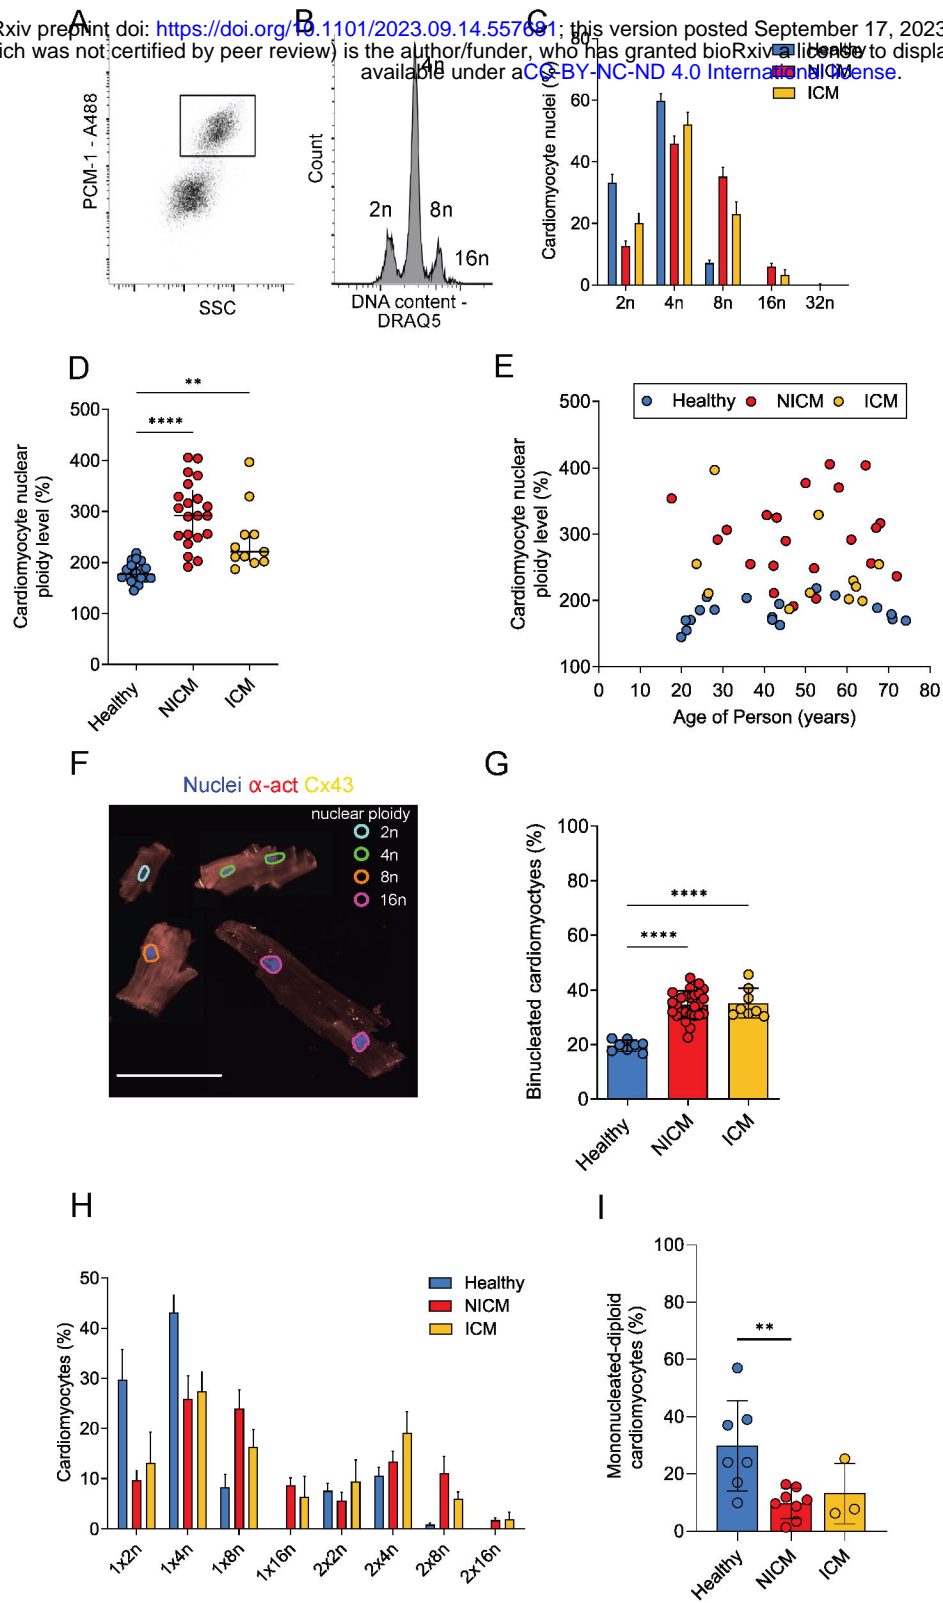 Rxiv preprint doi: https://doi.org/10.1101/2023.09.14.557681; this version posted September 17, 2023
ich was not certified by peer review) is the author/funder, who has granted bioRxiv a license to displa
available under aCC-BY-NC-ND 4.0 International license.
A
PCM-1 - A488
SSC
B
Count
2n
4n
8n
16n
DNA content -
DRAQ5
C
Cardiomyocyte nuclei (%)
80
60
40
20
0
2n 4n 8n 16n 32n
Healthy
NICM
ICM
D
Cardiomyocyte nuclear
ploidy level (%)
500
400
300
200
100
0
**
****
Healthy NICM ICM
E
Cardiomyocyte nuclear
ploidy level (%)
500
400
300
200
100
Healthy NICM ICM
0 10 20 30 40 50 60 70 80
Age of Person (years)
F
Nuclei α-act Cx43
nuclear ploidy
2n
4n
8n
16n
G
Binucleated cardiomyoctyes (%)
100
80
60
40
20
0
****
****
Healthy NICM ICM
H
Cardiomyocytes (%)
50
40
30
20
10
0
Healthy
NICM
ICM
1x2n 1x4n 1x8n 1x16n 2x2n 2x4n 2x8n 2x16n
I
Mononucleated-diploid
cardiomyocytes (%)
100
80
60
40
20
0
**
Healthy NICM ICM